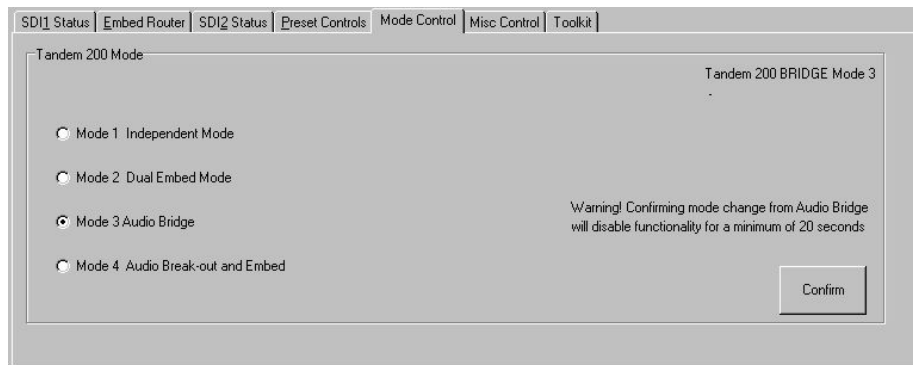 SDI1 Status Embed Router SDI2 Status Preset Controls Mode Control Misc Control Toolkit
Tandem 200 Mode
Tandem 200 BRIDGE Mode 3
-
Mode 1 Independent Mode
Mode 2 Dual Embed Mode
Mode 3 Audio Bridge
Warning! Confirming mode change from Audio Bridge
will disable functionality for a minimum of 20 seconds
Mode 4 Audio Break-out and Embed
Confirm